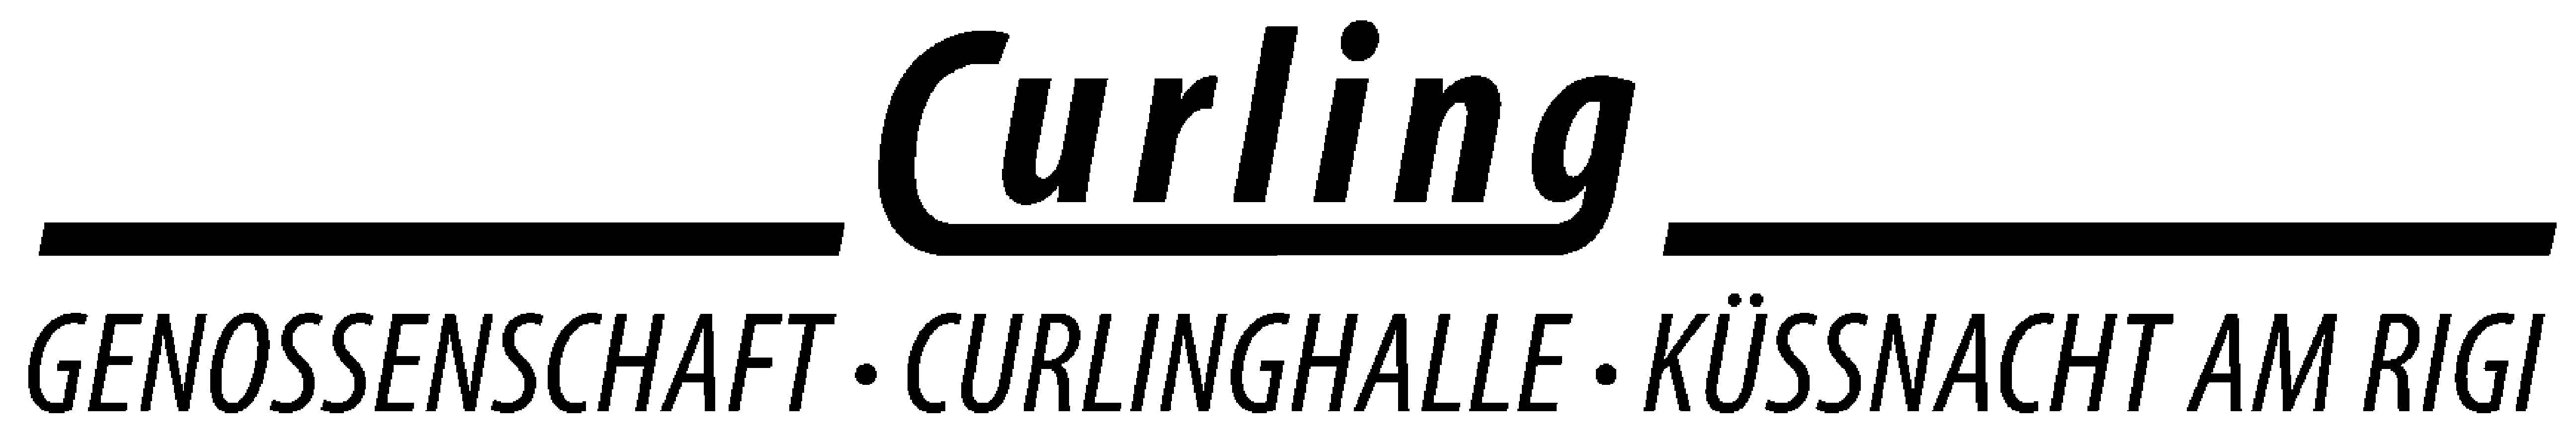 Curling
GENOSSENSCHAFT • CURLINGHALLE • KÜSSNACHT AM RIGI